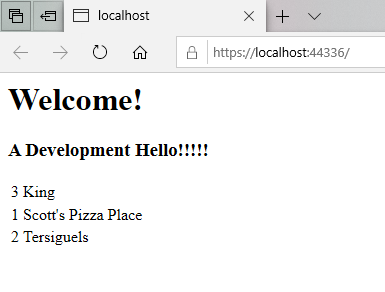 localhost
https://localhost:44336/
Welcome!
A Development Hello!!!!!
3 King
1 Scott's Pizza Place
2 Tersiguels